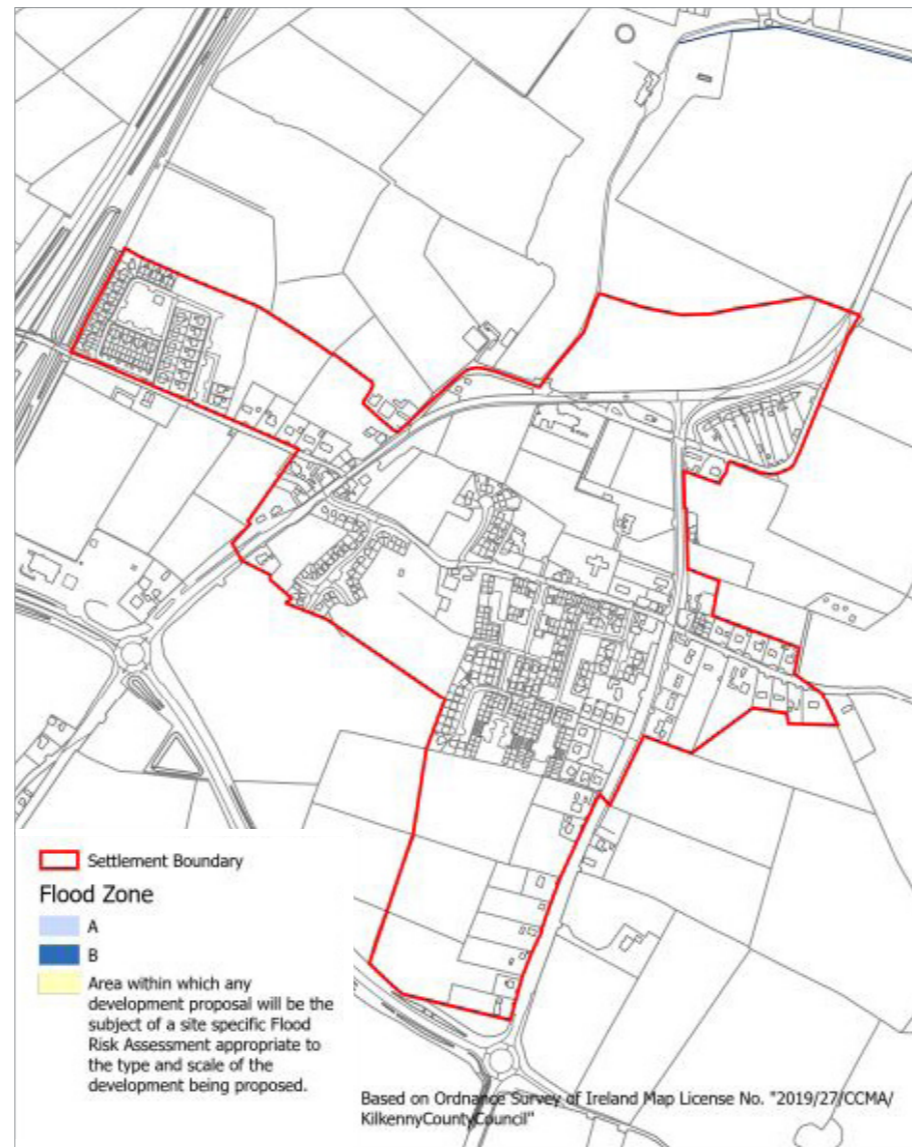 Settlement Boundary
Flood Zone
A
B
Area within which any
development proposal will be the
subject of a site specific Flood
Risk Assessment appropriate to
the type and scale of the
development being proposed.
Based on Ordnance Survey of Ireland Map License No. "2019/27/CCMA/
KilkennyCountyCouncil"